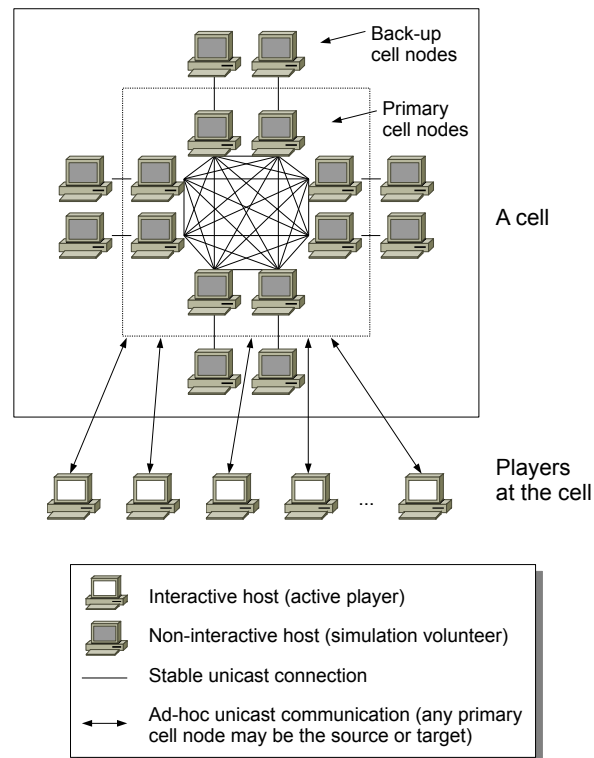 Back-up
cell nodes
Primary
cell nodes
A cell
Players
at the cell
...
Interactive host (active player)
Non-interactive host (simulation volunteer)
Stable unicast connection
Ad-hoc unicast communication (any primary
cell node may be the source or target)